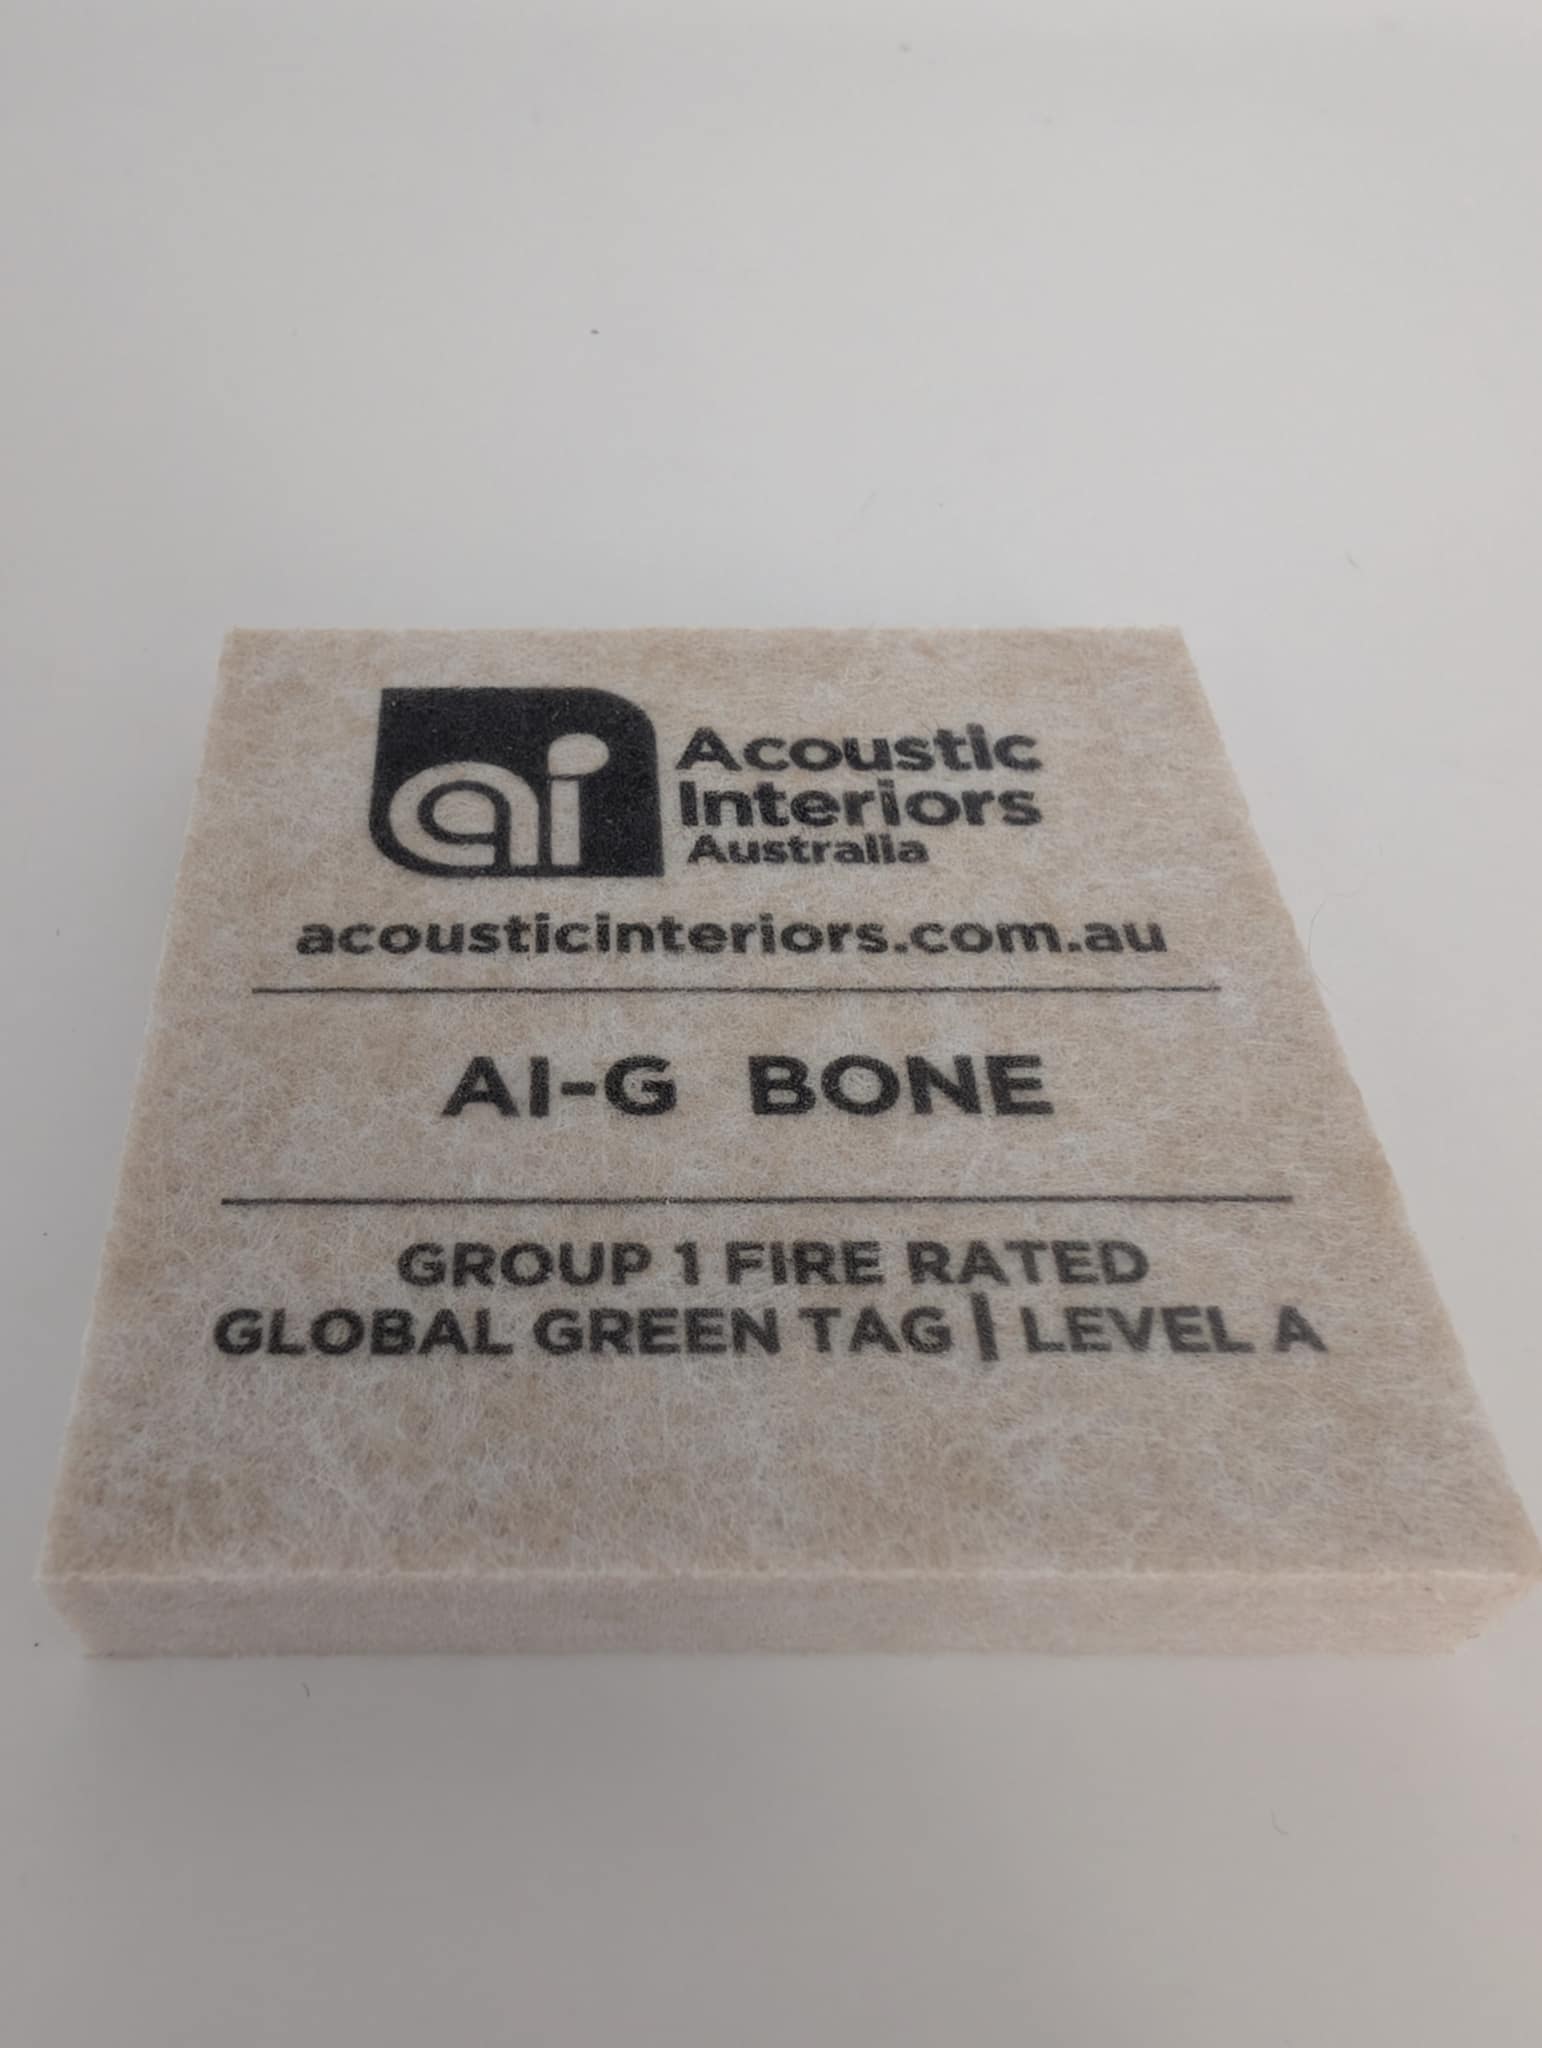 ai
Acoustic
Interiors
Australia
acousticinteriors.com.au
AI-G BONE
GROUP 1 FIRE RATED
GLOBAL GREEN TAG | LEVEL A